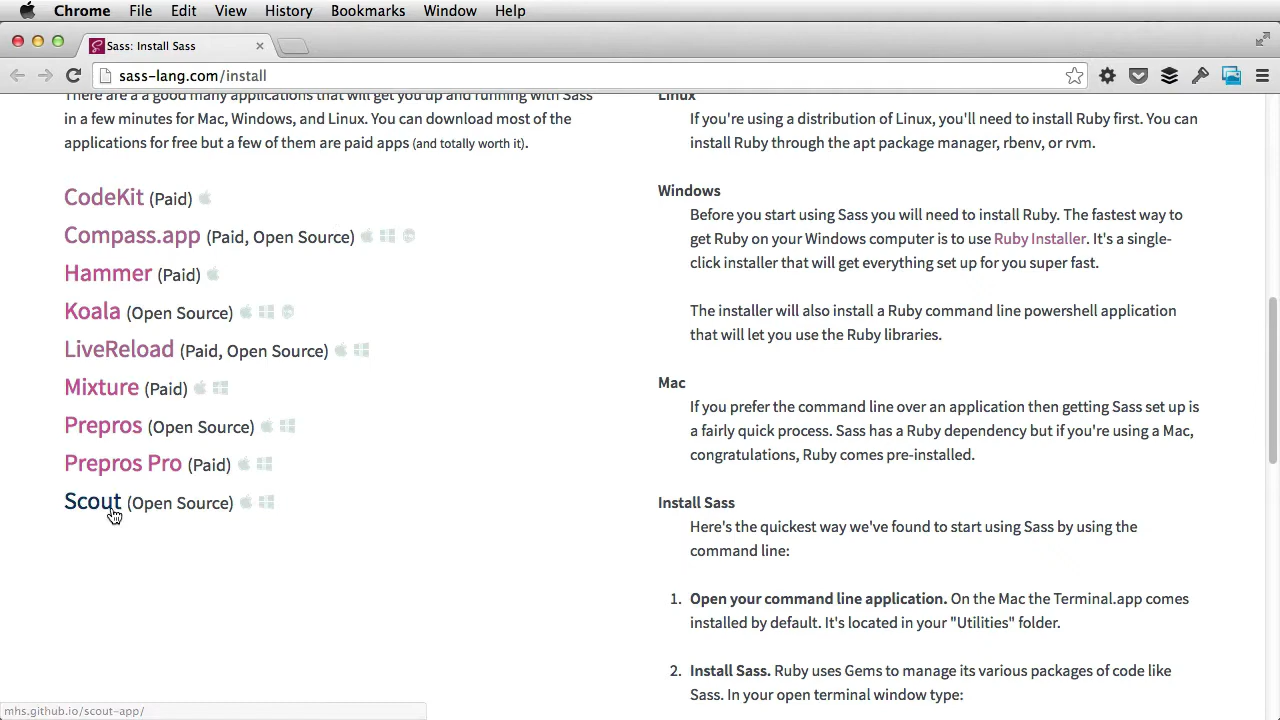 Chrome File Edit View History Bookmarks Window Help
Sass: Install Sass
sass-lang.com/install
There are a a good many applications that will get you up and running with Sass
in a few minutes for Mac, Windows, and Linux. You can download most of the
applications for free but a few of them are paid apps (and totally worth it).
CodeKit (Paid)
Compass.app (Paid, Open Source)
Hammer (Paid)
Koala (Open Source)
LiveReload (Paid, Open Source)
Mixture (Paid)
Prepros (Open Source)
Prepros Pro (Paid)
Scout (Open Source)
Linux
If you're using a distribution of Linux, you'll need to install Ruby first. You can
install Ruby through the apt package manager, rbenv, or rvm.
Windows
Before you start using Sass you will need to install Ruby. The fastest way to
get Ruby on your Windows computer is to use Ruby Installer. It's a single-
click installer that will get everything set up for you super fast.
The installer will also install a Ruby command line powershell application
that will let you use the Ruby libraries.
Mac
If you prefer the command line over an application then getting Sass set up is
a fairly quick process. Sass has a Ruby dependency but if you're using a Mac,
congratulations, Ruby comes pre-installed.
Install Sass
Here's the quickest way we've found to start using Sass by using the
command line:
1. Open your command line application. On the Mac the Terminal.app comes
installed by default. It's located in your "Utilities" folder.
2. Install Sass. Ruby uses Gems to manage its various packages of code like
Sass. In your open terminal window type:
mhs.github.io/scout-app/